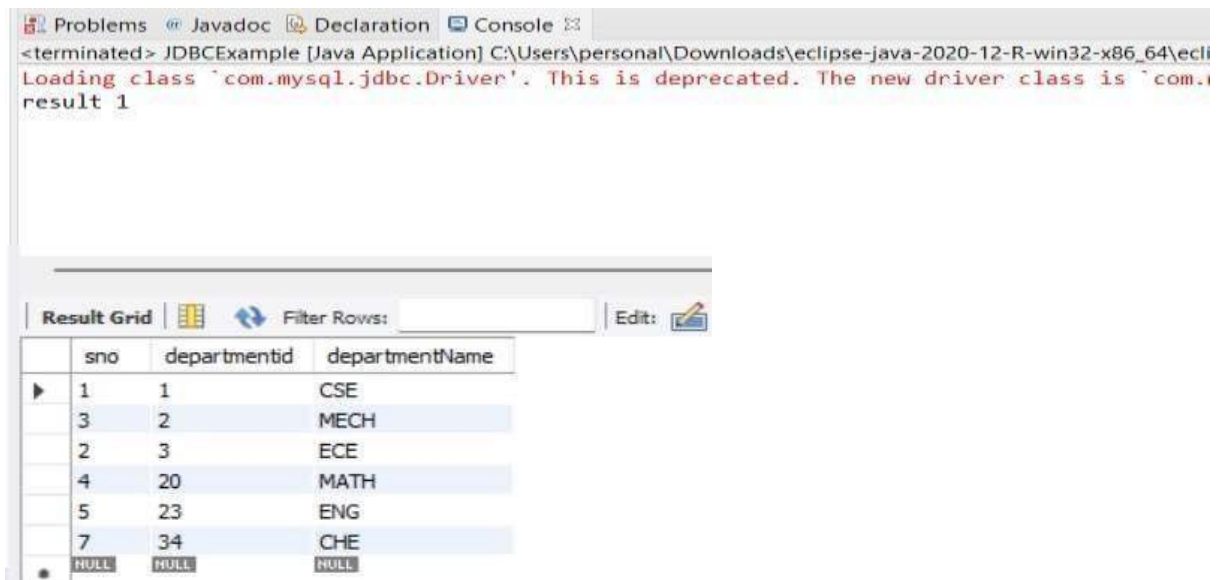 Problems @ Javadoc Declaration Console
<terminated> JDBCExample [Java Application] C:\Users\personal\Downloads\eclipse-java-2020-12-R-win32-x86_64\ecli
Loading class `com.mysql.jdbc.Driver'. This is deprecated. The new driver class is `com.
result 1
Result Grid Filter Rows: Edit:
sno departmentid departmentName
1 1 CSE
3 2 MECH
2 3 ECE
4 20 MATH
5 23 ENG
7 34 CHE
NULL NULL NULL